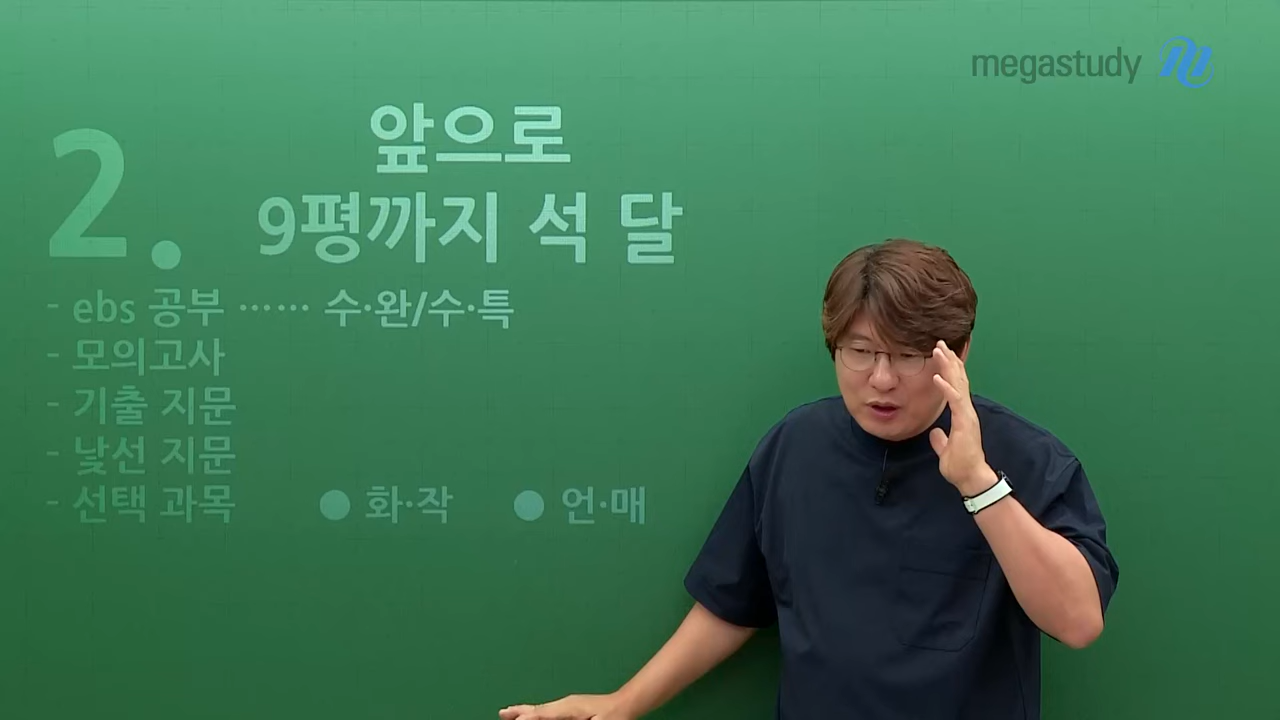 megastudy
2. 앞으로
9평까지 석 달
- ebs 공부 ⋯⋯ 수·완/수·특
- 모의고사
- 기출 지문
- 낯선 지문
- 선택 과목 ● 화·작 ● 언·매